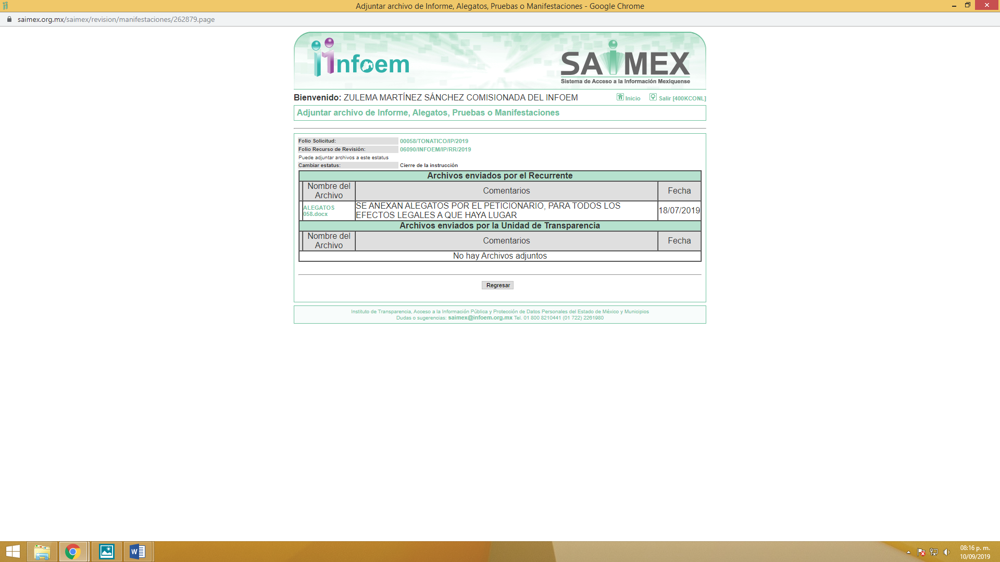 Adjuntar archivo de Informe, Alegatos, Pruebas o Manifestaciones - Google Chrome
saimex.org.mx/saimex/revision/manifestaciones/262879.page
infoem
SAIMEX
Sistema de Acceso a la Información Mexiquense
Bienvenido: ZULEMA MARTÍNEZ SÁNCHEZ COMISIONADA DEL INFOEM
Inicio Salir [400KCONL]
Adjuntar archivo de Informe, Alegatos, Pruebas o Manifestaciones
Folio Solicitud: 00058/TONATICO/IP/2019
Folio Recurso de Revisión: 06090/INFOEM/IP/RR/2019
Puede adjuntar archivos a este estatus
Cambiar estatus: Cierre de la instrucción
Archivos enviados por el Recurrente
Nombre del Archivo Comentarios Fecha
ALEGATOS 058.docx SE ANEXAN ALEGATOS POR EL PETICIONARIO, PARA TODOS LOS EFECTOS LEGALES A QUE HAYA LUGAR 18/07/2019
Archivos enviados por la Unidad de Transparencia
Nombre del Archivo Comentarios Fecha
No hay Archivos adjuntos
Regresar
Instituto de Transparencia, Acceso a la Información Pública y Protección de Datos Personales del Estado de México y Municipios
Dudas o sugerencias: saimex@infoem.org.mx Tel. 01 800 8210441 (01 722) 2261980
08:16 p. m.
10/09/2019